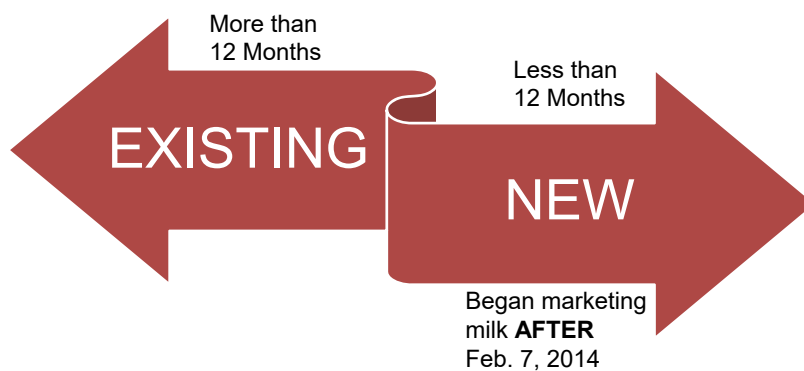 More than
12 Months
EXISTING
Less than
12 Months
NEW
Began marketing
milk AFTER
Feb. 7, 2014